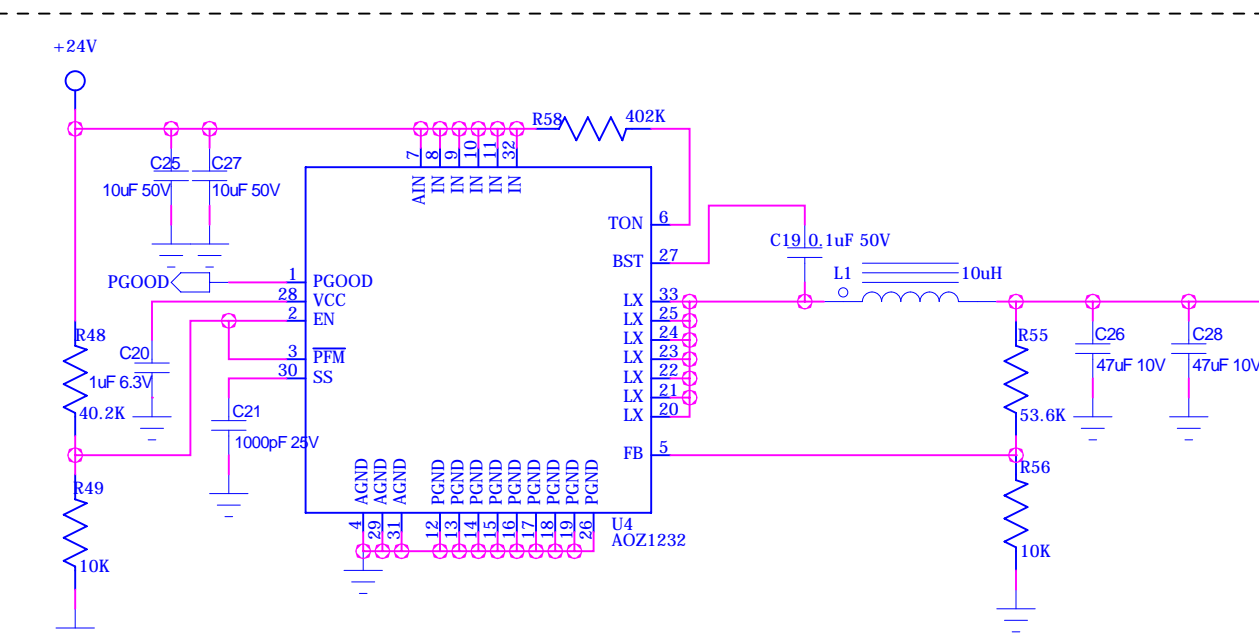 +24V
R58 402K
C25
10uF 50V
C27
10uF 50V
7 8 9 10 11 32
AIN IN IN IN IN IN
TON 6
BST 27
C19 0.1uF 50V
L1 10uH
PGOOD
1 PGOOD
28 VCC
2 EN
3 PFM
30 SS
LX 33
LX 25
LX 24
LX 23
LX 22
LX 21
LX 20
FB 5
R48
40.2K
C20
1uF 6.3V
C21
1000pF 25V
R55
53.6K
C26
47uF 10V
C28
47uF 10V
R49
10K
R56
10K
AGND AGND AGND PGND PGND PGND PGND PGND PGND PGND PGND PGND
4 29 31 12 13 14 15 16 17 18 19 26
U4
AOZ1232